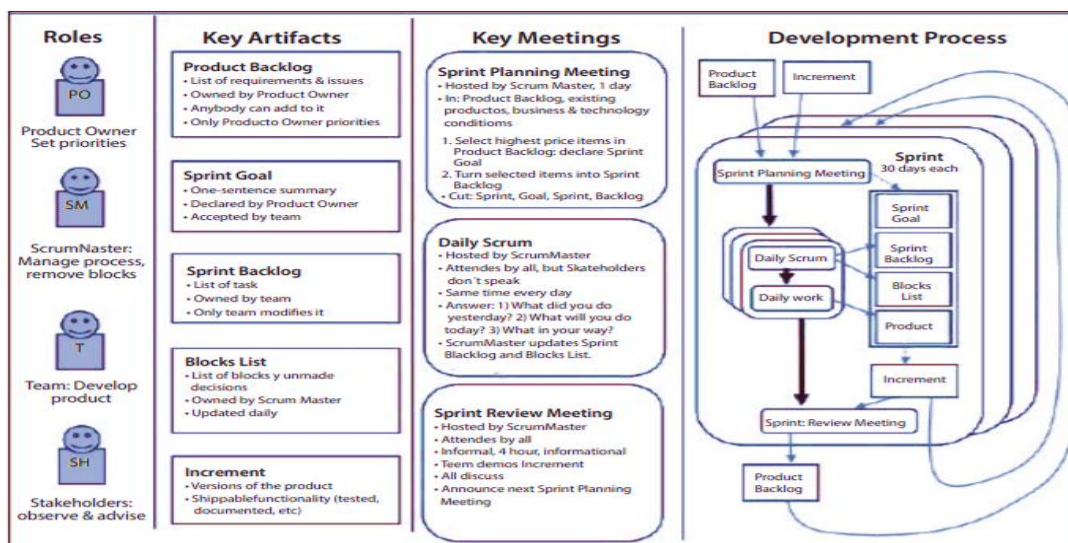 Roles
PO
Product Owner
Set priorities
SM
ScrumNaster:
Manage process,
remove blocks
T
Team: Develop
product
SH
Stakeholders:
observe & advise
Key Artifacts
Product Backlog
• List of requirements & issues
• Owned by Product Owner
• Anybody can add to it
• Only Producto Owner priorities
Sprint Goal
• One-sentence summary
• Declared by Product Owner
• Accepted by team
Sprint Backlog
• List of task
• Owned by team
• Only team modifies it
Blocks List
• List of blocks y unmade
decisions
• Owned by Scrum Master
• Updated daily
Increment
• Versions of the product
• Shippablefunctionality (tested,
documented, etc)
Key Meetings
Sprint Planning Meeting
• Hosted by Scrum Master, 1 day
• In: Product Backlog, existing
productos, business & technology
conditioms
1. Select highest price items in
Product Backlog: declare Sprint
Goal
2. Turn selected items into Sprint
Backlog
• Cut: Sprint, Goal, Sprint, Backlog
Daily Scrum
• Hosted by ScrumMaster
• Attendes by all, but Skateholders
don´t speak
• Same time every day
• Answer: 1) What did you do
yesterday? 2) What will you do
today? 3) What in your way?
• ScrumMaster updates Sprint
Blacklog and Blocks List.
Sprint Review Meeting
• Hosted by ScrumMaster
• Attendes by all
• Informal, 4 hour, informational
• Teem demos Increment
• All discuss
• Announce next Sprint Planning
Meeting
Development Process
Product
Backlog
Increment
Sprint
30 days each
Sprint Planning Meeting
Sprint
Goal
Sprint
Backlog
Blocks
List
Product
Daily Scrum
Daily work
Increment
Sprint: Review Meeting
Product
Backlog